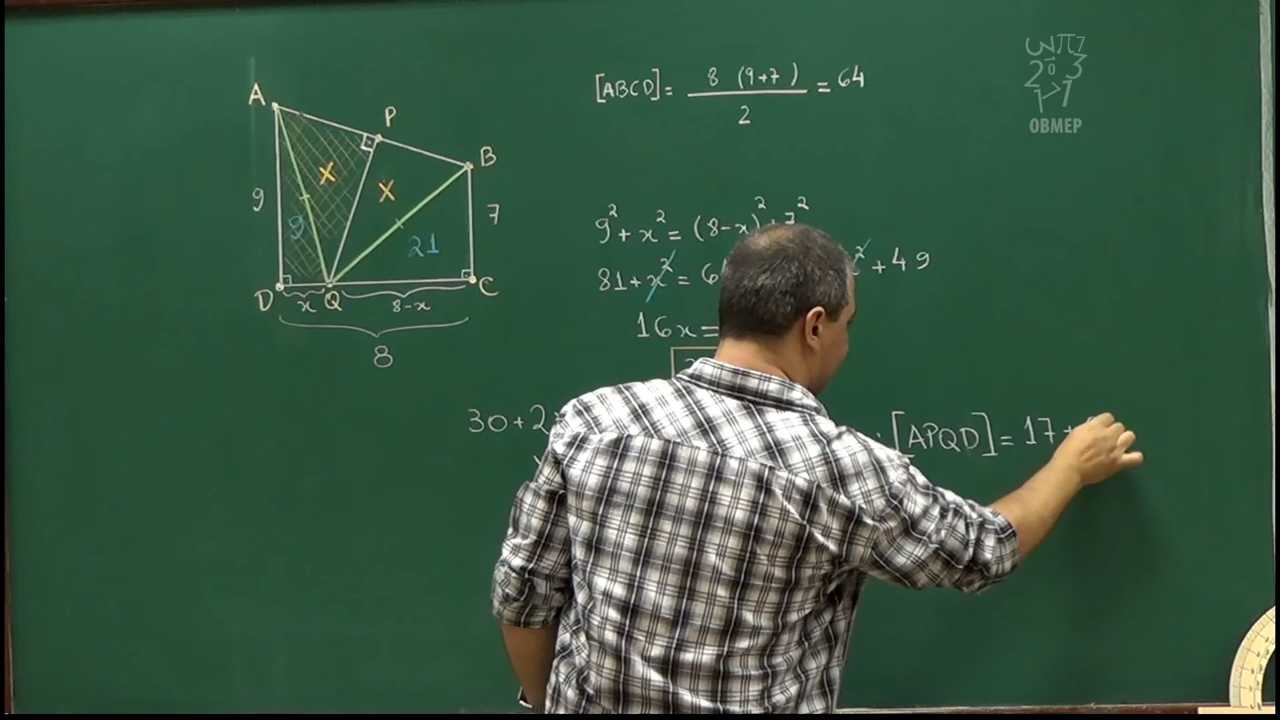 [ABCD] = 8 (9+7) / 2 = 64
A
P
B
9
x
x
7
9
21
D
x
Q
8-x
C
8
9² + x² = (8-x)² + 7²
81 + x² = 6
+ 49
16x =
30 + 2
[APQD] = 17 +
OBMEP